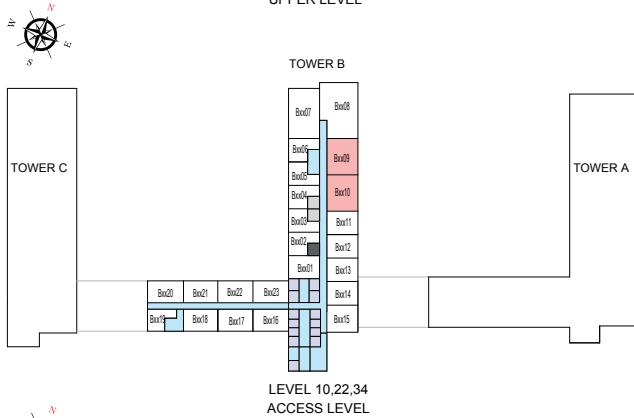 UPPER LEVEL
N
W
E
S
TOWER B
Bxx07
Bxx08
TOWER C
TOWER A
Bxx06
Bxx09
Bxx05
Bxx04
Bxx10
Bxx03
Bxx11
Bxx02
Bxx12
Bxx01
Bxx13
Bxx20 Bxx21 Bxx22 Bxx23
Bxx14
Bxx19 Bxx18 Bxx17 Bxx16
Bxx15
LEVEL 10,22,34
ACCESS LEVEL
N